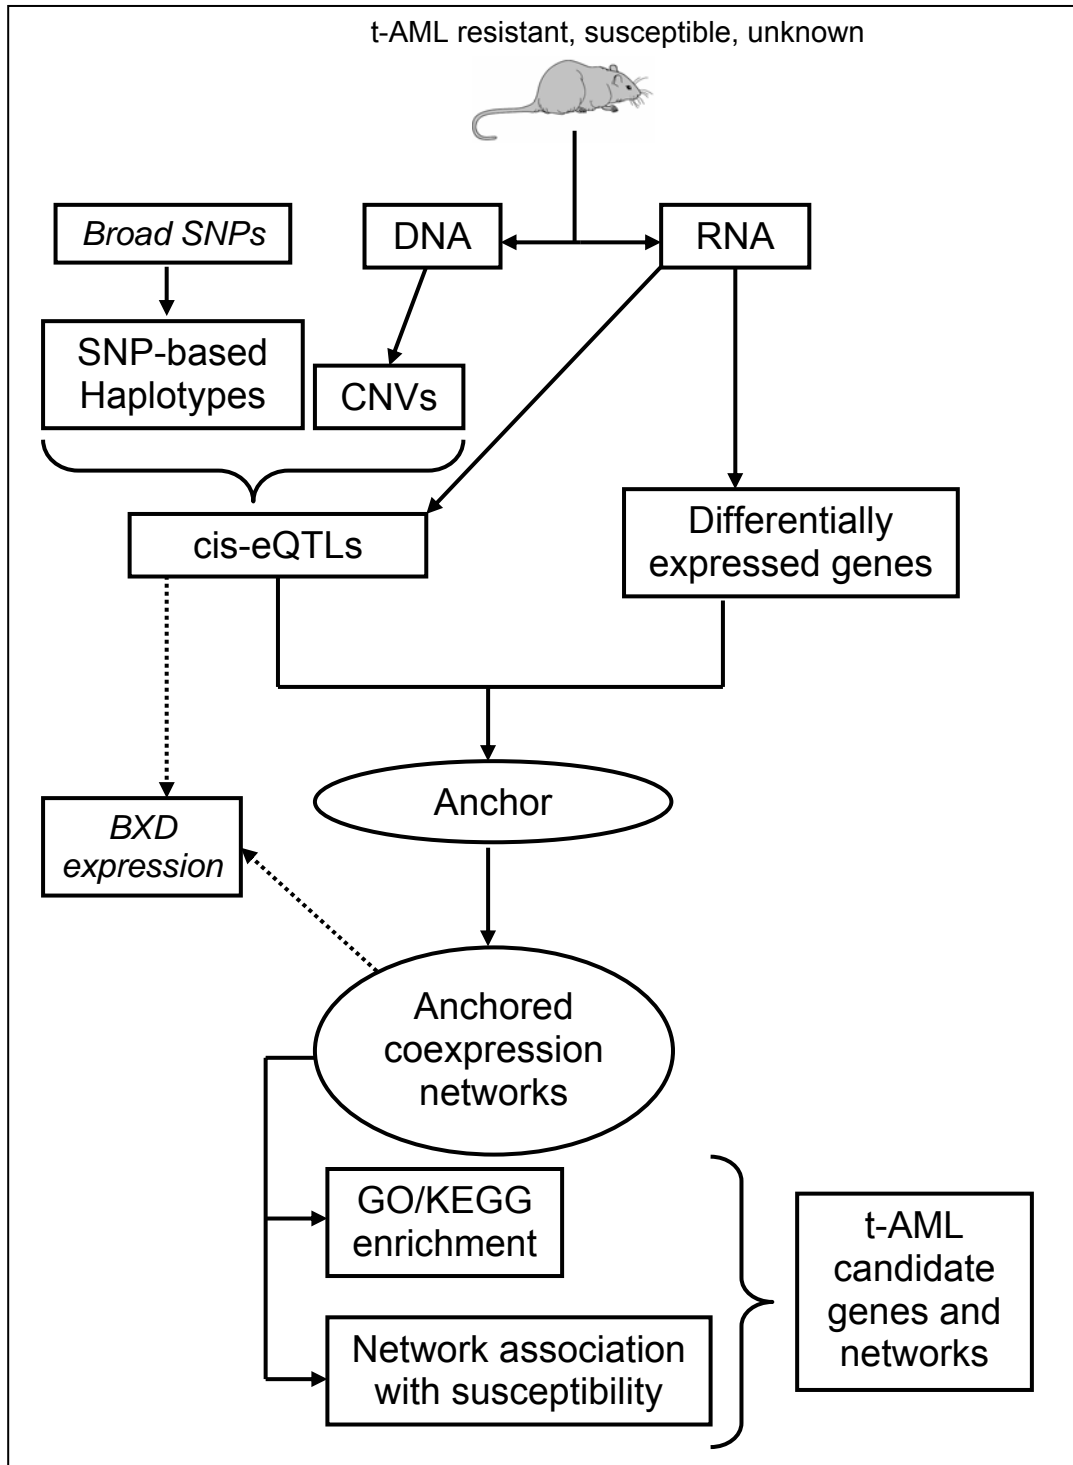 t-AML resistant, susceptible, unknown
Broad SNPs
DNA
RNA
SNP-based
Haplotypes
CNVs
cis-eQTLs
Differentially
expressed genes
Anchor
BXD
expression
Anchored
coexpression
networks
GO/KEGG
enrichment
Network association
with susceptibility
t-AML
candidate
genes and
networks